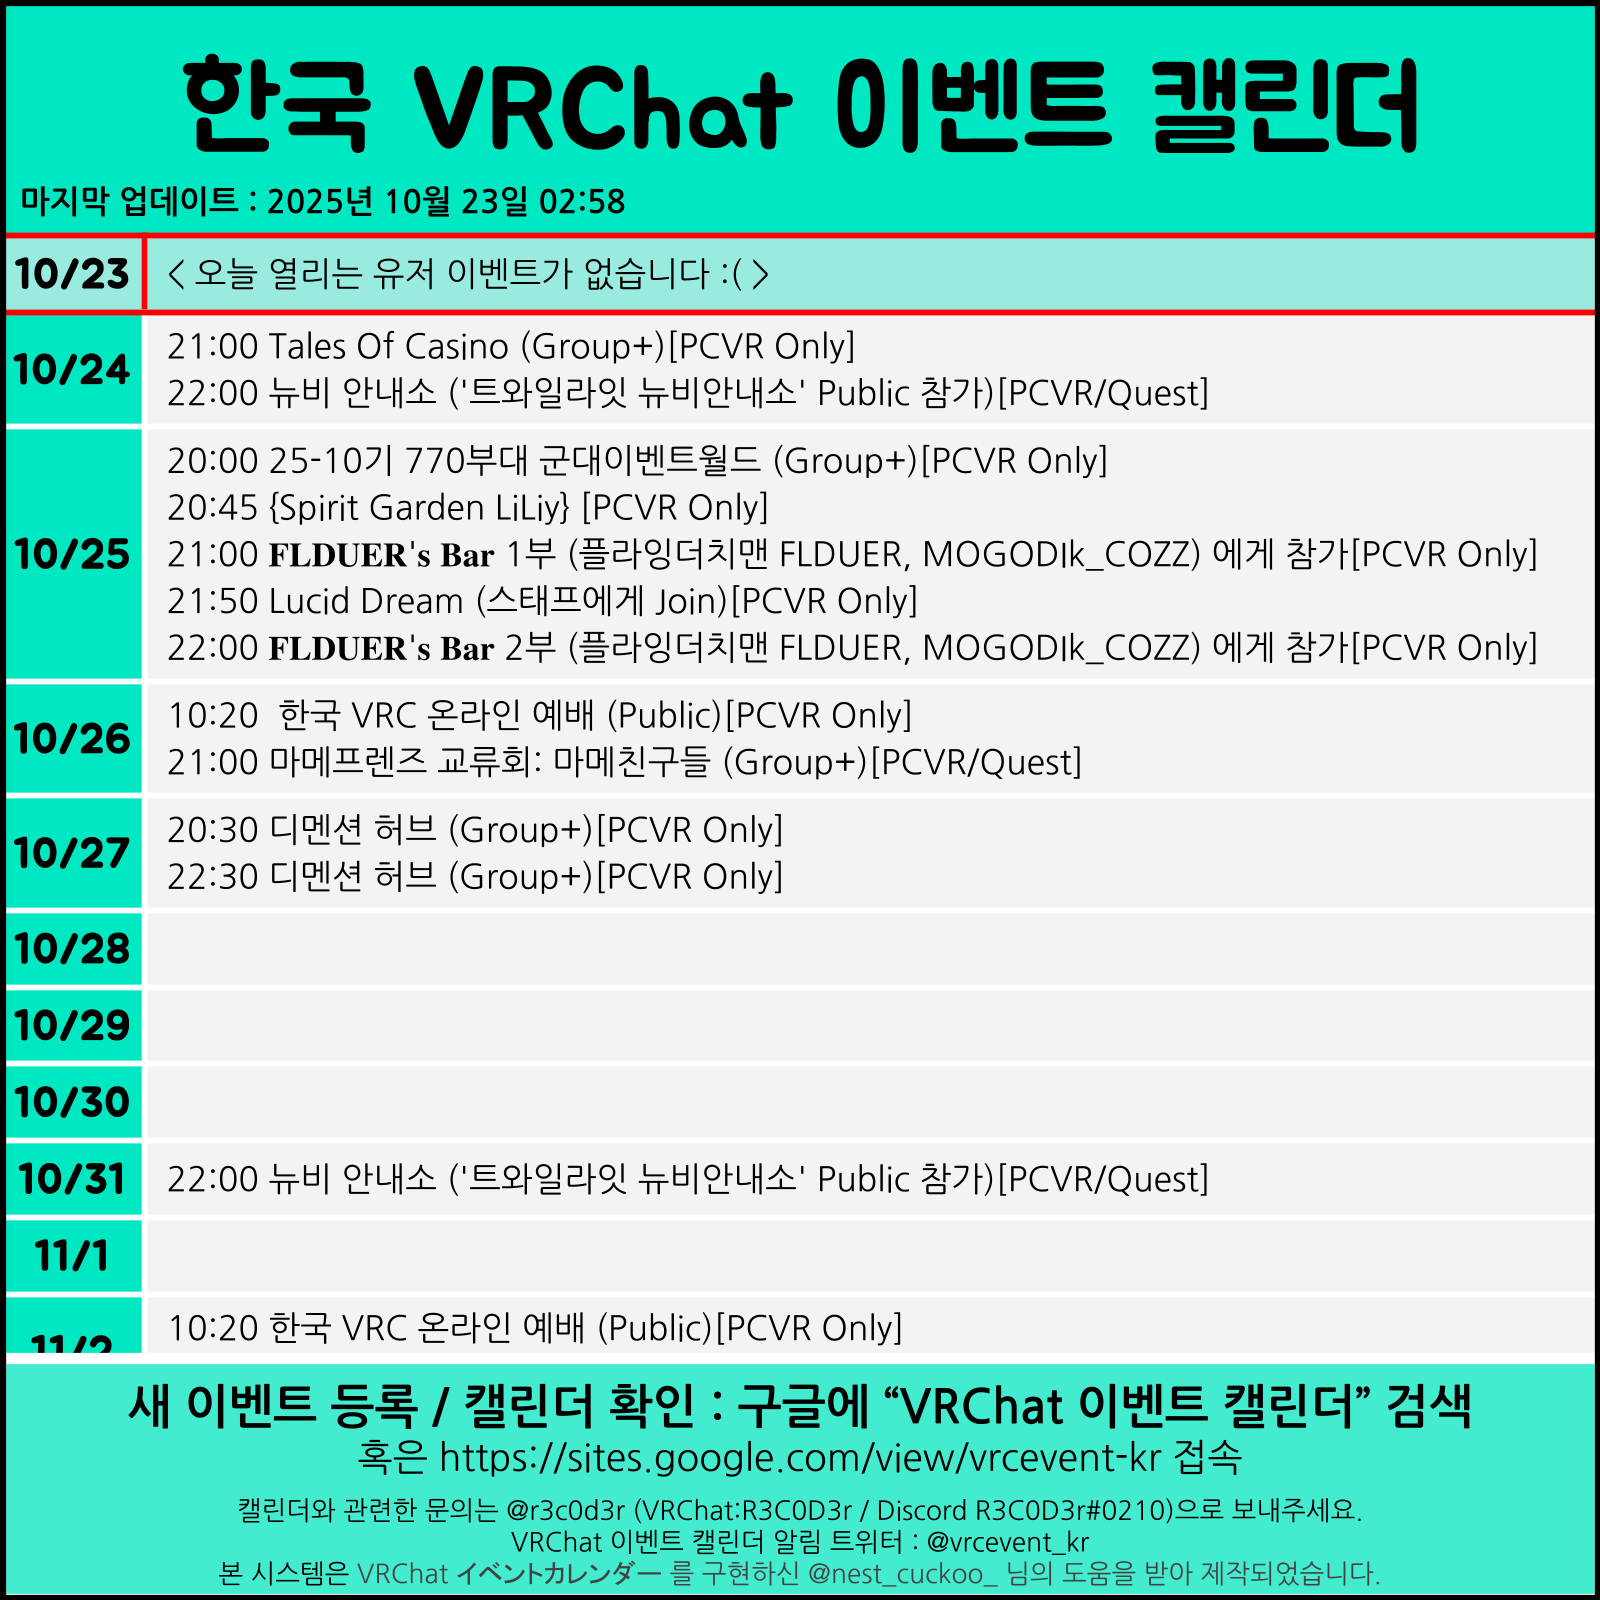 한국 VRChat 이벤트 캘린더
마지막 업데이트 : 2025년 10월 23일 02:58
10/23
< 오늘 열리는 유저 이벤트가 없습니다 :( >
10/24
21:00 Tales Of Casino (Group+)[PCVR Only]
22:00 뉴비 안내소 ('트와일라잇 뉴비안내소' Public 참가)[PCVR/Quest]
10/25
20:00 25-10기 770부대 군대이벤트월드 (Group+)[PCVR Only]
20:45 {Spirit Garden LiLiy} [PCVR Only]
21:00 𝐅𝐋𝐃𝐔𝐄𝐑'𝐬 𝐁𝐚𝐫 1부 (플라잉더치맨 FLDUER, MOGODIk_COZZ) 에게 참가[PCVR Only]
21:50 Lucid Dream (스태프에게 Join)[PCVR Only]
22:00 𝐅𝐋𝐃𝐔𝐄𝐑'𝐬 𝐁𝐚𝐫 2부 (플라잉더치맨 FLDUER, MOGODIk_COZZ) 에게 참가[PCVR Only]
10/26
10:20  한국 VRC 온라인 예배 (Public)[PCVR Only]
21:00 마메프렌즈 교류회: 마메친구들 (Group+)[PCVR/Quest]
10/27
20:30 디멘션 허브 (Group+)[PCVR Only]
22:30 디멘션 허브 (Group+)[PCVR Only]
10/28
10/29
10/30
10/31
22:00 뉴비 안내소 ('트와일라잇 뉴비안내소' Public 참가)[PCVR/Quest]
11/1
11/2
10:20 한국 VRC 온라인 예배 (Public)[PCVR Only]
새 이벤트 등록 / 캘린더 확인 : 구글에 “VRChat 이벤트 캘린더” 검색
혹은 https://sites.google.com/view/vrcevent-kr 접속
캘린더와 관련한 문의는 @r3c0d3r (VRChat:R3C0D3r / Discord R3C0D3r#0210)으로 보내주세요.
VRChat 이벤트 캘린더 알림 트위터 : @vrcevent_kr
본 시스템은 VRChat イベントカレンダー 를 구현하신 @nest_cuckoo_ 님의 도움을 받아 제작되었습니다.